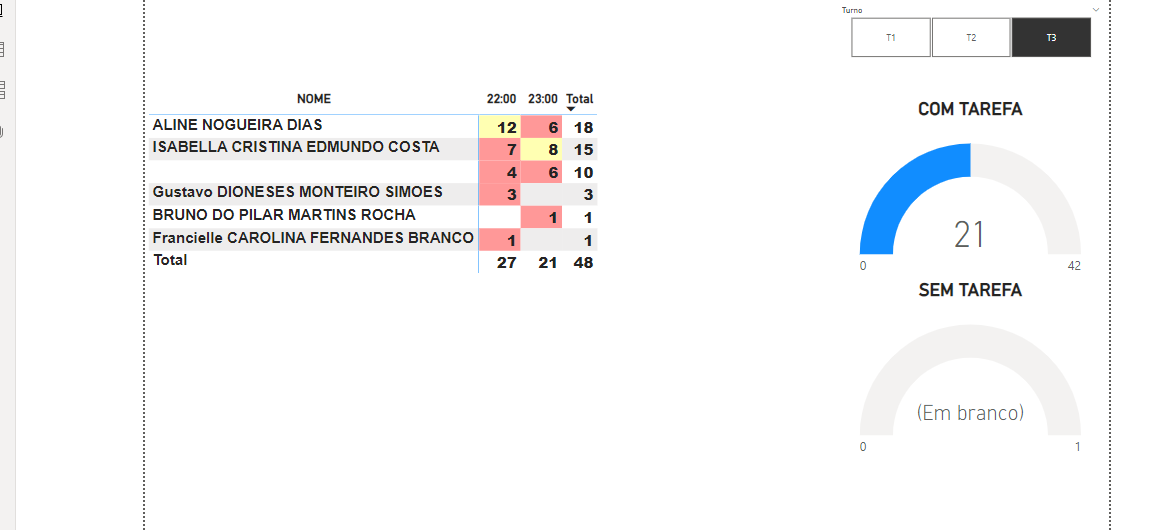 Turno
T1 T2 T3
NOME 22:00 23:00 Total
ALINE NOGUEIRA DIAS 12 6 18
ISABELLA CRISTINA EDMUNDO COSTA 7 8 15
4 6 10
Gustavo DIONESES MONTEIRO SIMOES 3 3
BRUNO DO PILAR MARTINS ROCHA 1 1
Francielle CAROLINA FERNANDES BRANCO 1 1
Total 27 21 48
COM TAREFA
21
0 42
SEM TAREFA
(Em branco)
0 1